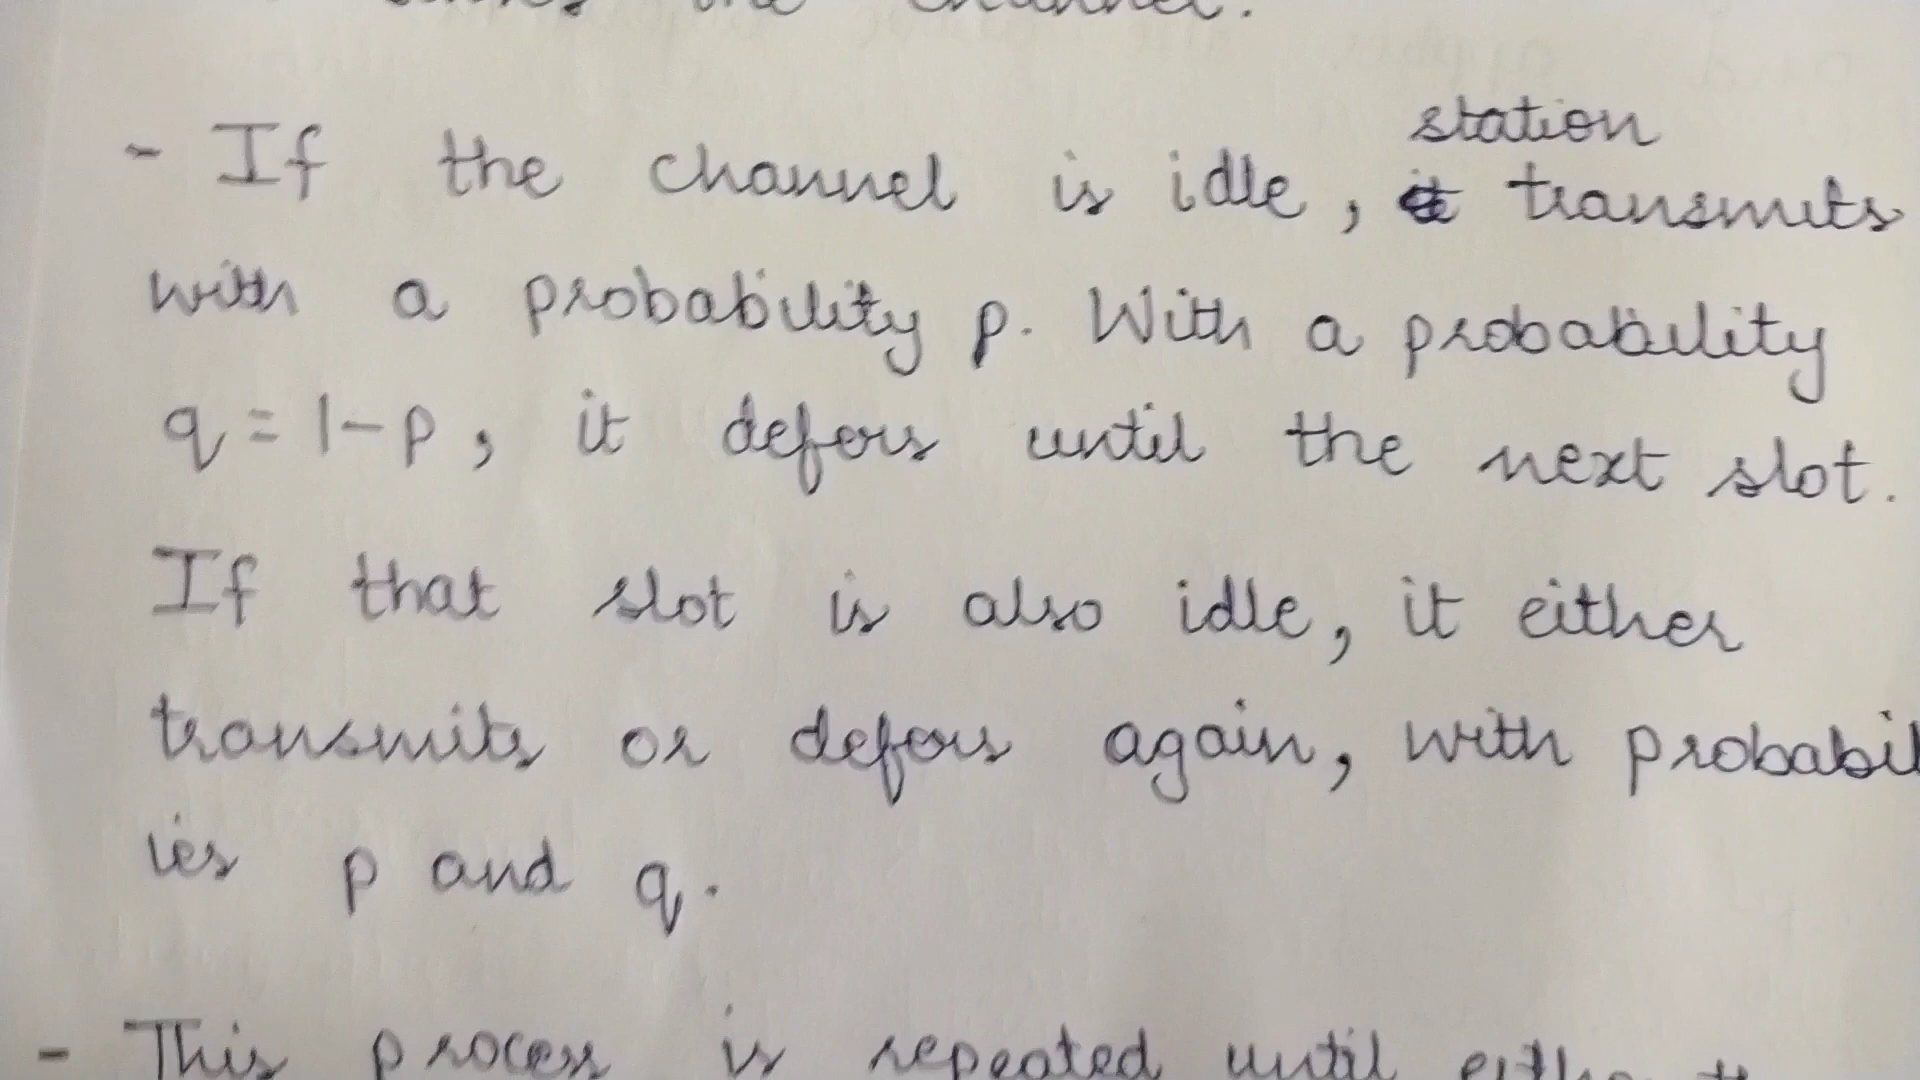 the channel.
station
- If the channel is idle, transmits
with a probability p. With a probability
q = 1-p, it defers until the next slot.
If that slot is also idle, it either
transmits or defers again, with probabil
ies p and q.
- This process is repeated until